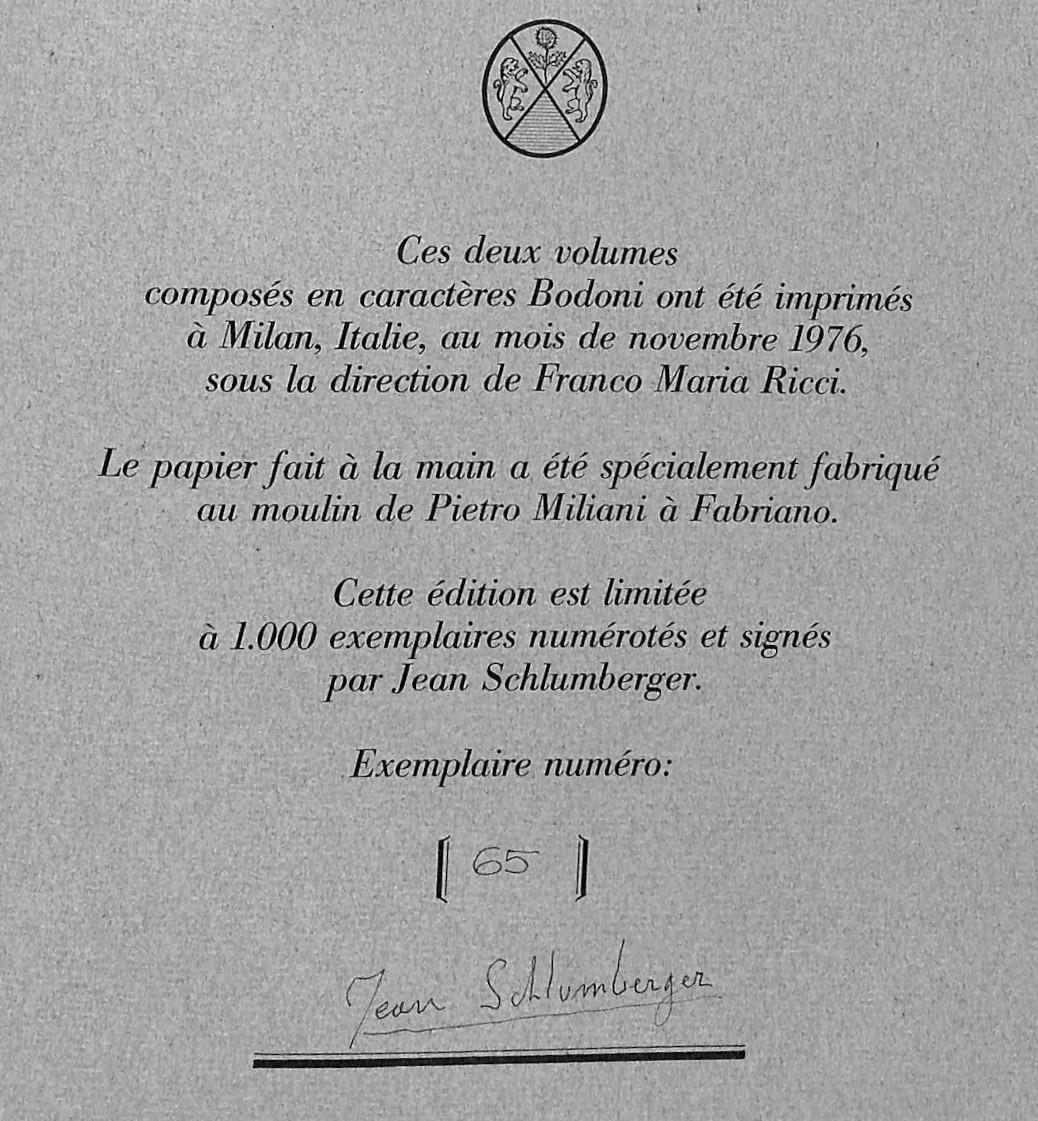 Ces deux volumes
composés en caractères Bodoni ont été imprimés
à Milan, Italie, au mois de novembre 1976,
sous la direction de Franco Maria Ricci.
Le papier fait à la main a été spécialement fabriqué
au moulin de Pietro Miliani à Fabriano.
Cette édition est limitée
à 1.000 exemplaires numérotés et signés
par Jean Schlumberger.
Exemplaire numéro:
[ 65 ]
Jean Schlumberger